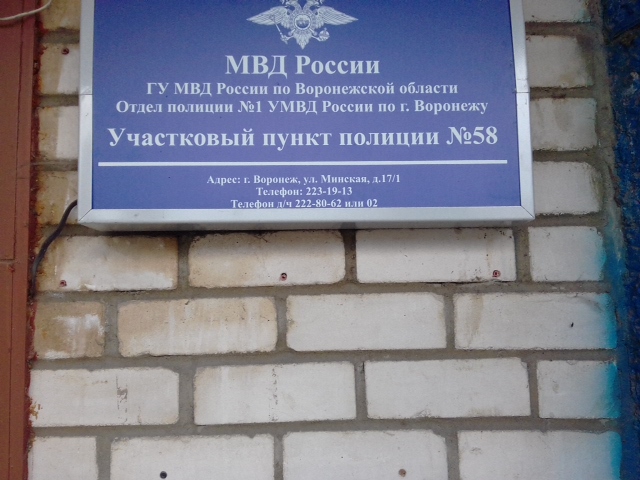 МВД России
ГУ МВД России по Воронежской области
Отдел полиции №1 УМВД России по г. Воронежу
Участковый пункт полиции №58
Адрес: г. Воронеж, ул. Минская, д.17/1
Телефон: 223-19-13
Телефон д/ч 222-80-62 или 02